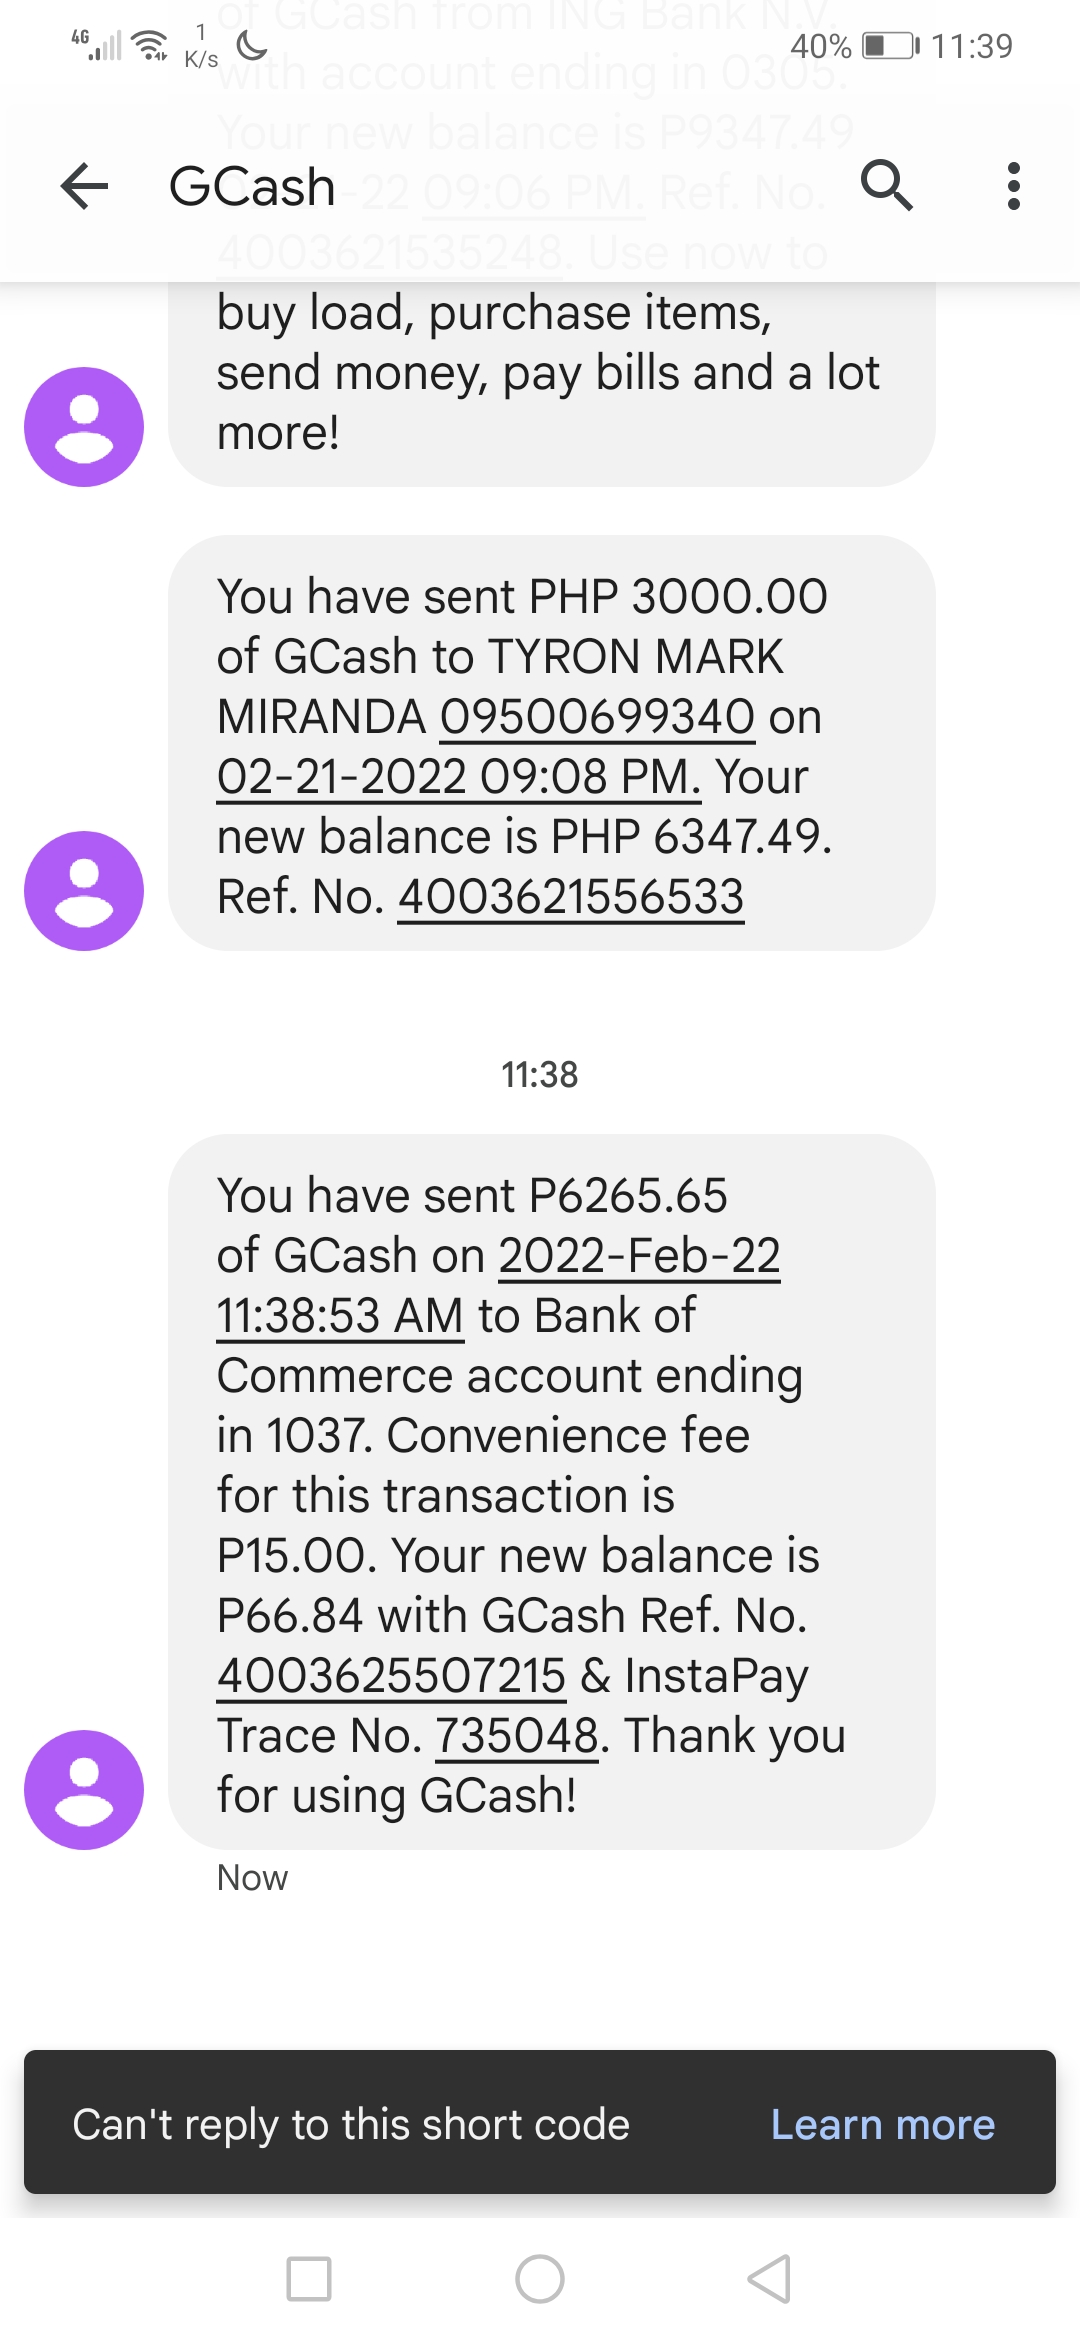 of GCash from ING Bank N.V.
4G 1 K/s 40% 11:39
with account ending in 0305.
Your new balance is P9347.49
GCash
-22 09:06 PM. Ref. No.
4003621535248. Use now to
buy load, purchase items,
send money, pay bills and a lot
more!
You have sent PHP 3000.00
of GCash to TYRON MARK
MIRANDA 09500699340 on
02-21-2022 09:08 PM. Your
new balance is PHP 6347.49.
Ref. No. 4003621556533
11:38
You have sent P6265.65
of GCash on 2022-Feb-22
11:38:53 AM to Bank of
Commerce account ending
in 1037. Convenience fee
for this transaction is
P15.00. Your new balance is
P66.84 with GCash Ref. No.
4003625507215 & InstaPay
Trace No. 735048. Thank you
for using GCash!
Now
Can't reply to this short code
Learn more